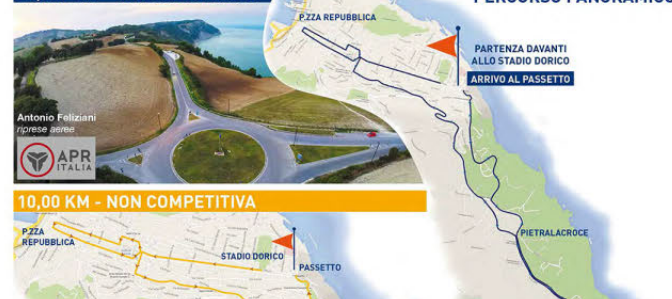 PERCORSO PANORAMICO
P.ZZA REPUBBLICA
PARTENZA DAVANTI
ALLO STADIO DORICO
ARRIVO AL PASSETTO
Antonio Feliziani
riprese aeree
APR
ITALIA
10,00 KM - NON COMPETITIVA
P.ZZA
REPUBBLICA
STADIO DORICO
PASSETTO
PIETRALACROCE